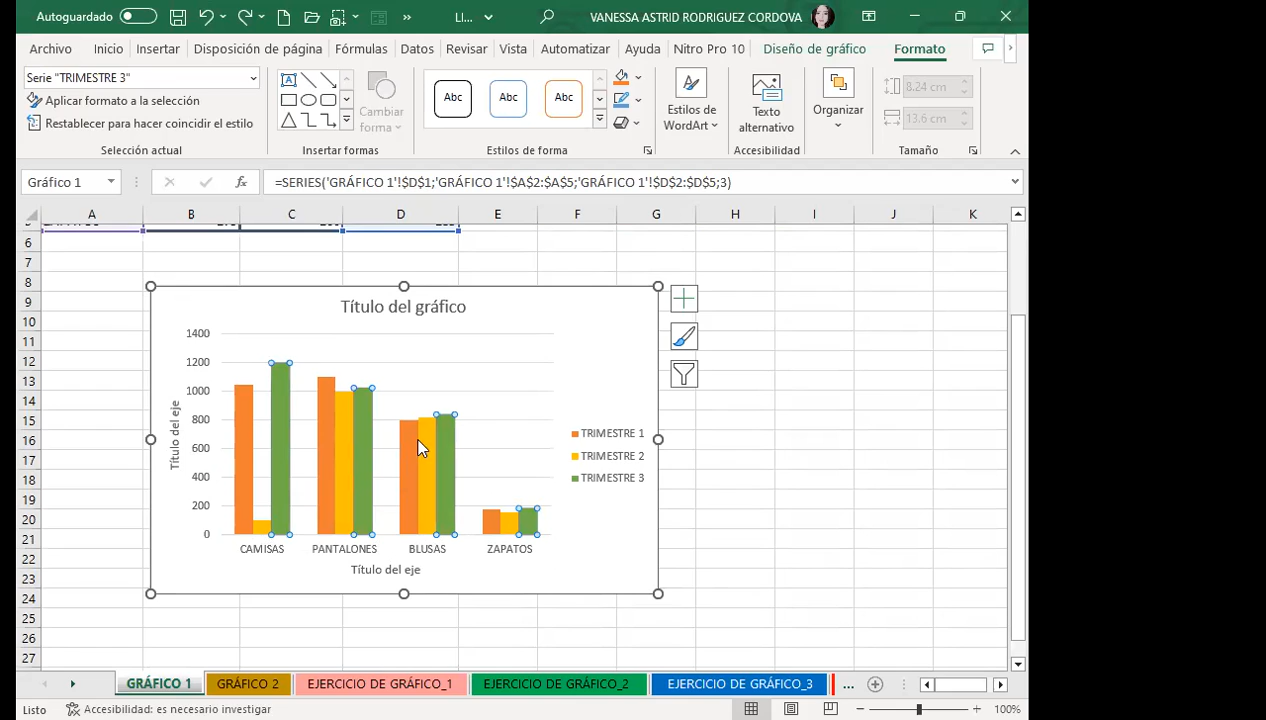 Autoguardado
LI...
VANESSA ASTRID RODRIGUEZ CORDOVA
Archivo Inicio Insertar Disposición de página Fórmulas Datos Revisar Vista Automatizar Ayuda Nitro Pro 10 Diseño de gráfico Formato
Serie "TRIMESTRE 3"
Aplicar formato a la selección
Restablecer para hacer coincidir el estilo
Selección actual
Cambiar
forma
Insertar formas
Abc Abc Abc
Estilos de forma
Estilos de
WordArt
Texto
alternativo
Accesibilidad
Organizar
8.24 cm
13.6 cm
Tamaño
Gráfico 1
fx
=SERIES('GRÁFICO 1'!$D$1;'GRÁFICO 1'!$A$2:$A$5;'GRÁFICO 1'!$D$2:$D$5;3)
A B C D E F G H I J K
6
7
8
9
10
11
12
13
14
15
16
17
18
19
20
21
22
23
24
25
26
27
Título del gráfico
1400
1200
1000
800
600
400
200
0
Título del eje
CAMISAS PANTALONES BLUSAS ZAPATOS
Título del eje
TRIMESTRE 1
TRIMESTRE 2
TRIMESTRE 3
GRÁFICO 1 GRÁFICO 2 EJERCICIO DE GRÁFICO_1 EJERCICIO DE GRÁFICO_2 EJERCICIO DE GRÁFICO_3 ...
Listo
Accesibilidad: es necesario investigar
100%